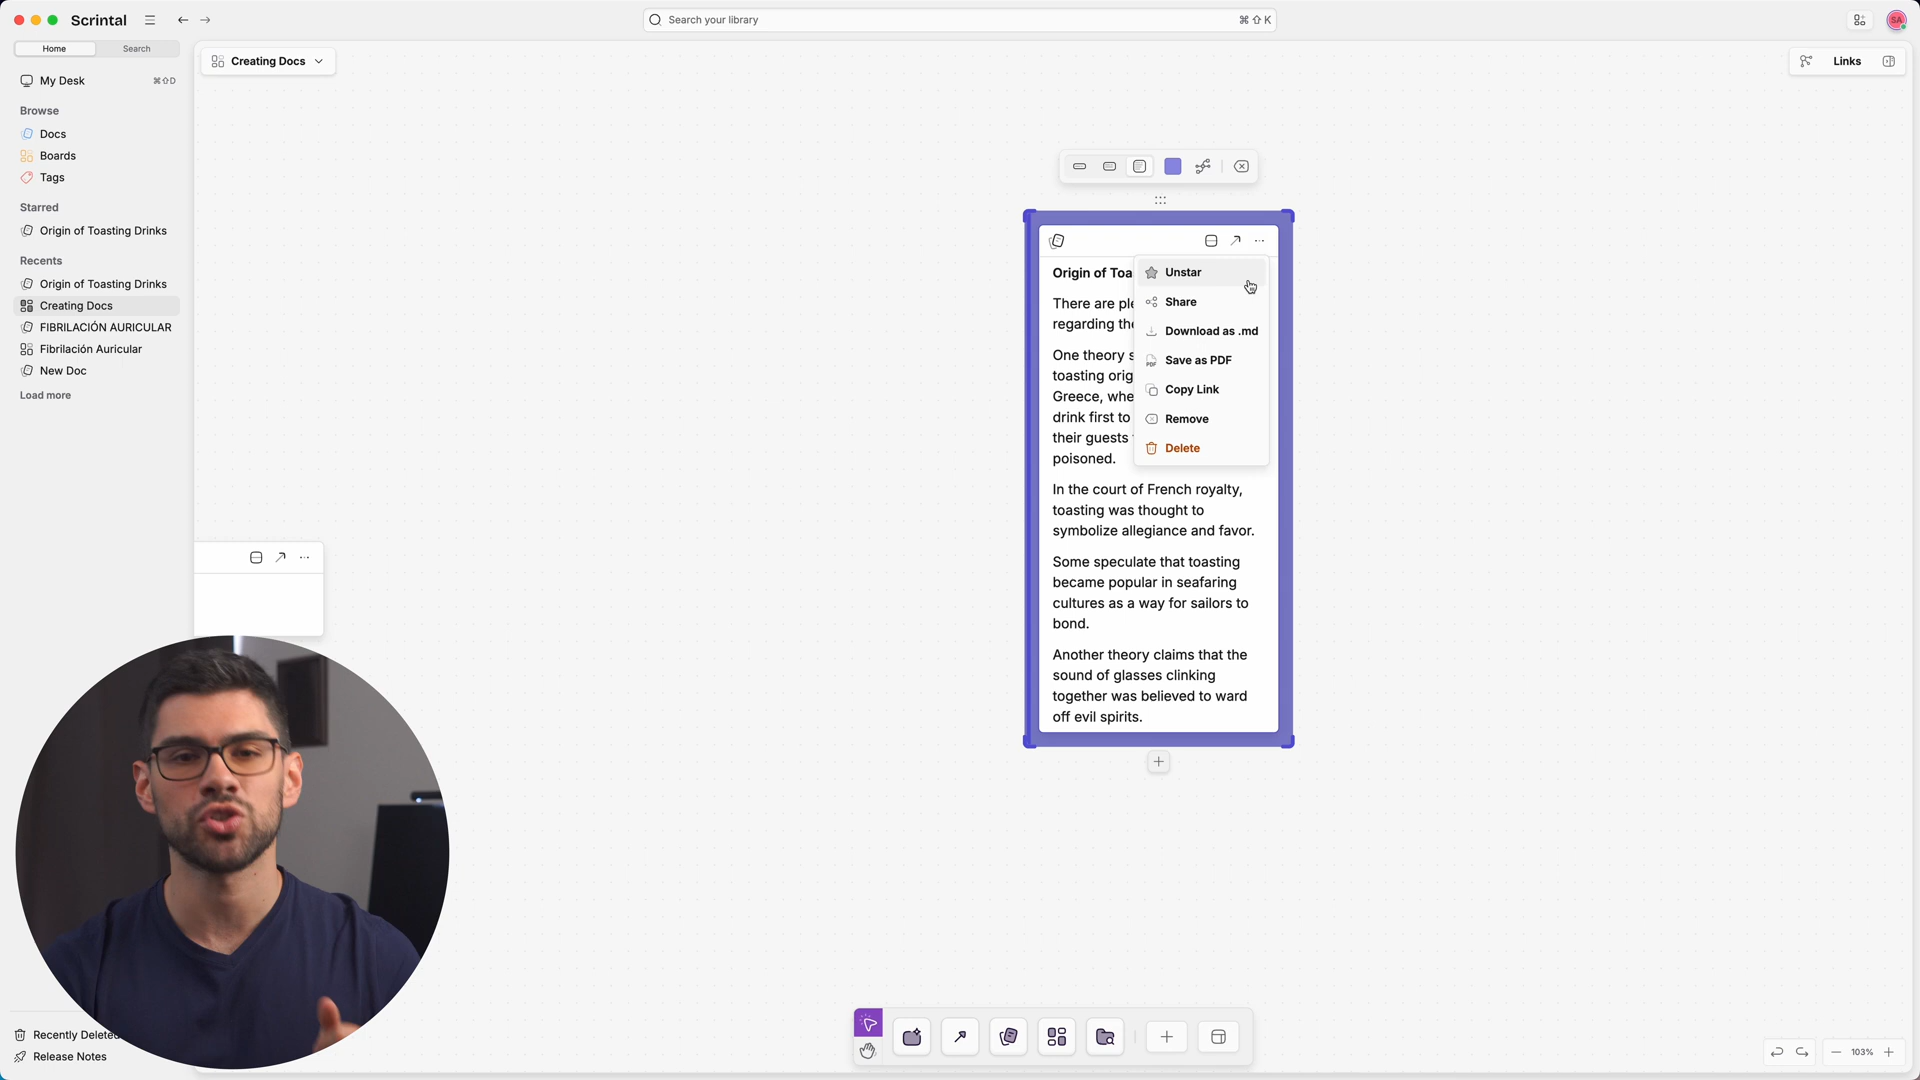 Scrintal
Search your library
⌘ ⇧ K
SA
Home
Search
My Desk
⌘⇧D
Browse
Docs
Boards
Tags
Starred
Origin of Toasting Drinks
Recents
Origin of Toasting Drinks
Creating Docs
FIBRILACIÓN AURICULAR
Fibrilación Auricular
New Doc
Load more
Recently Delete
Release Notes
Creating Docs
Links
Origin of Toa
There are ple
regarding the
One theory s
toasting orig
Greece, whe
drink first to
their guests
poisoned.
In the court of French royalty,
toasting was thought to
symbolize allegiance and favor.
Some speculate that toasting
became popular in seafaring
cultures as a way for sailors to
bond.
Another theory claims that the
sound of glasses clinking
together was believed to ward
off evil spirits.
Unstar
Share
Download as .md
PDF
Save as PDF
Copy Link
Remove
Delete
103%